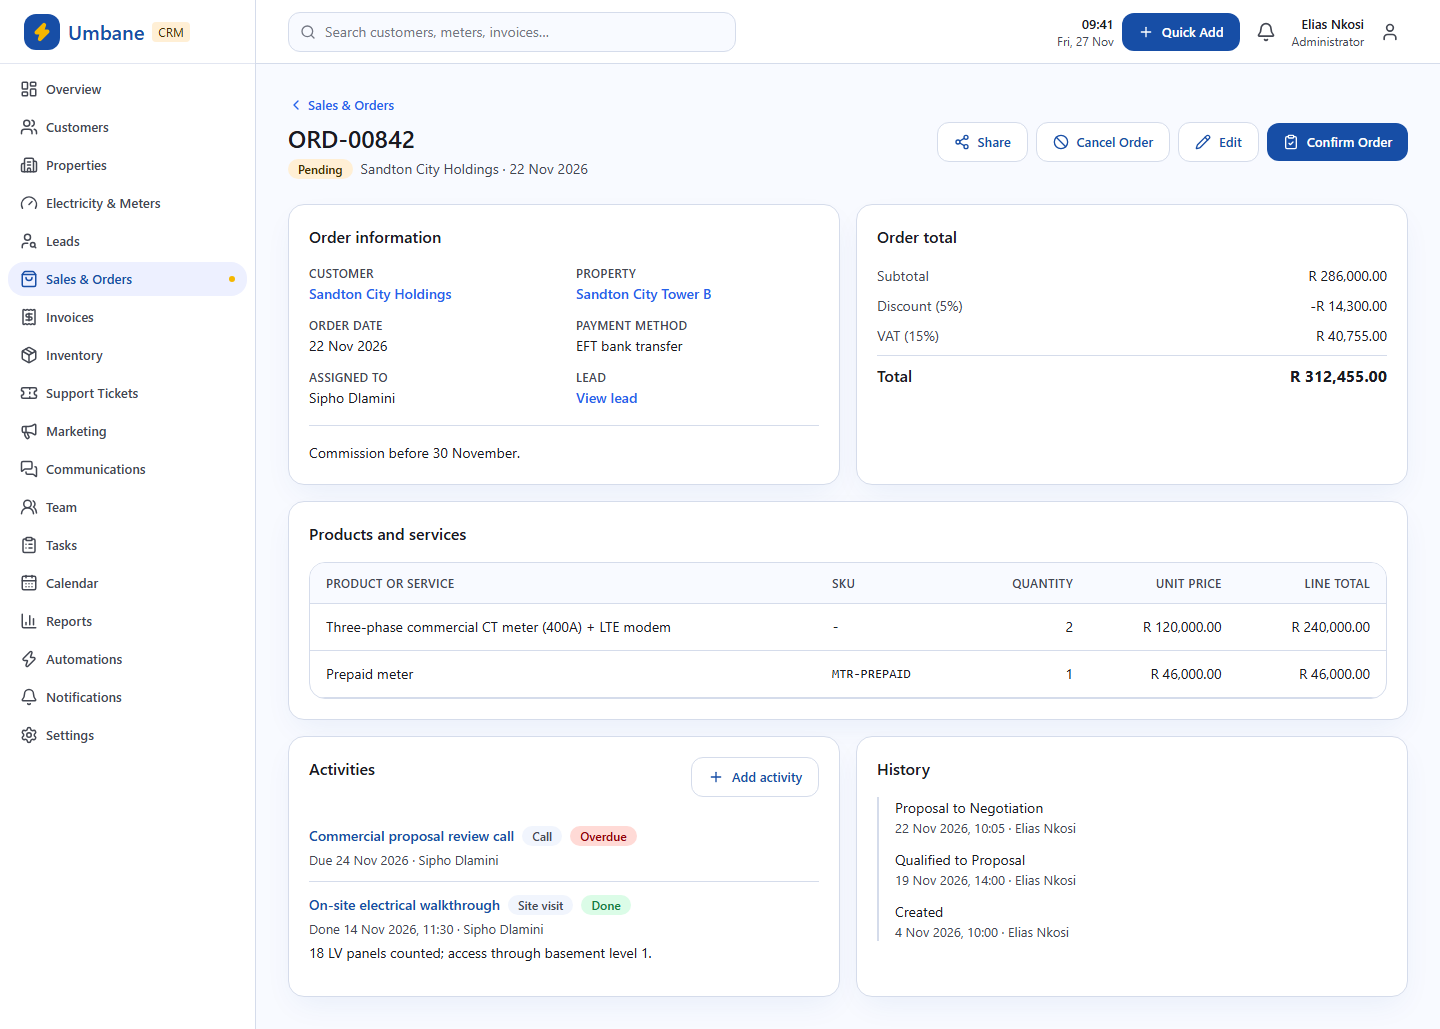 Umbane CRM
Search customers, meters, invoices...
09:41
Fri, 27 Nov
Quick Add
Elias Nkosi
Administrator
Overview
Customers
Properties
Electricity & Meters
Leads
Sales & Orders
Invoices
Inventory
Support Tickets
Marketing
Communications
Team
Tasks
Calendar
Reports
Automations
Notifications
Settings
Sales & Orders
ORD-00842
Pending Sandton City Holdings · 22 Nov 2026
Share
Cancel Order
Edit
Confirm Order
Order information
CUSTOMER
Sandton City Holdings
PROPERTY
Sandton City Tower B
ORDER DATE
22 Nov 2026
PAYMENT METHOD
EFT bank transfer
ASSIGNED TO
Sipho Dlamini
LEAD
View lead
Commission before 30 November.
Order total
Subtotal R 286,000.00
Discount (5%) -R 14,300.00
VAT (15%) R 40,755.00
Total R 312,455.00
Products and services
PRODUCT OR SERVICE SKU QUANTITY UNIT PRICE LINE TOTAL
Three-phase commercial CT meter (400A) + LTE modem - 2 R 120,000.00 R 240,000.00
Prepaid meter MTR-PREPAID 1 R 46,000.00 R 46,000.00
Activities
Add activity
Commercial proposal review call Call Overdue
Due 24 Nov 2026 · Sipho Dlamini
On-site electrical walkthrough Site visit Done
Done 14 Nov 2026, 11:30 · Sipho Dlamini
18 LV panels counted; access through basement level 1.
History
Proposal to Negotiation
22 Nov 2026, 10:05 · Elias Nkosi
Qualified to Proposal
19 Nov 2026, 14:00 · Elias Nkosi
Created
4 Nov 2026, 10:00 · Elias Nkosi